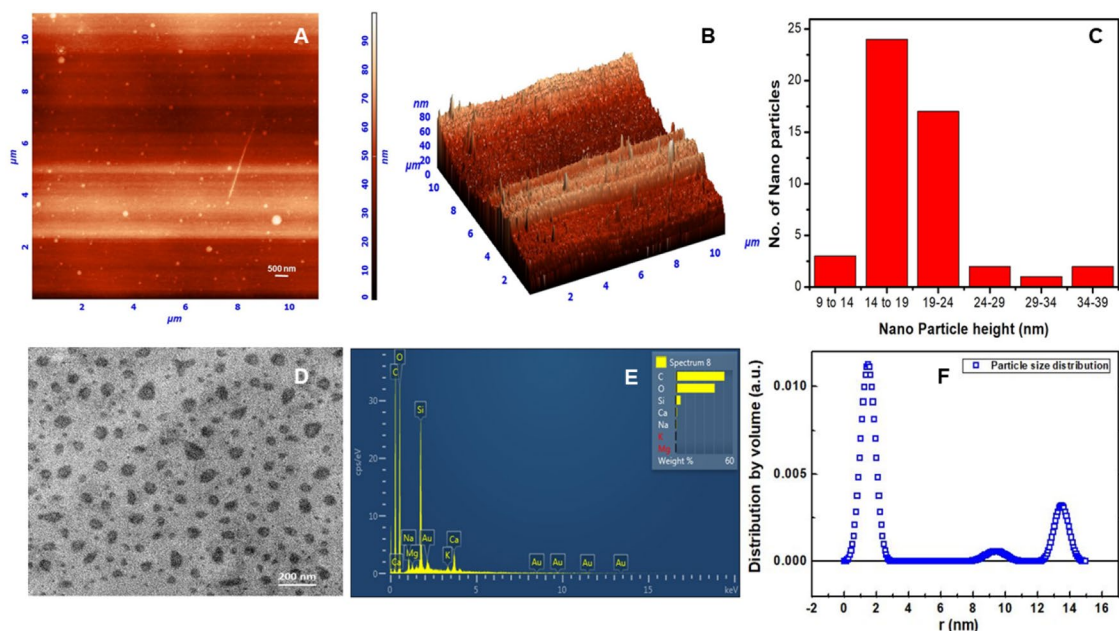 A
10
8
6
4
2
µm
2
4
6
8
10
µm
500 nm
90
80
70
60
50
40
30
20
10
0
nm
B
nm
80
60
40
20
0
µm
10
8
6
4
2
2
4
6
8
10
µm
C
No. of Nano particles
25
20
15
10
5
0
9 to 14
14 to 19
19-24
24-29
29-34
34-39
Nano Particle height (nm)
D
200 nm
E
cps/eV
30
20
10
0
O
C
Si
Na
Au
Mg
Ca
K
Ca
Au
Au
Au
Au
0
5
10
15
keV
Spectrum 8
C
O
Si
Ca
Na
K
Mg
Weight %
60
F
Particle size distribution
Distribution by volume (a.u.)
0.010
0.005
0.000
-2
0
2
4
6
8
10
12
14
16
r (nm)